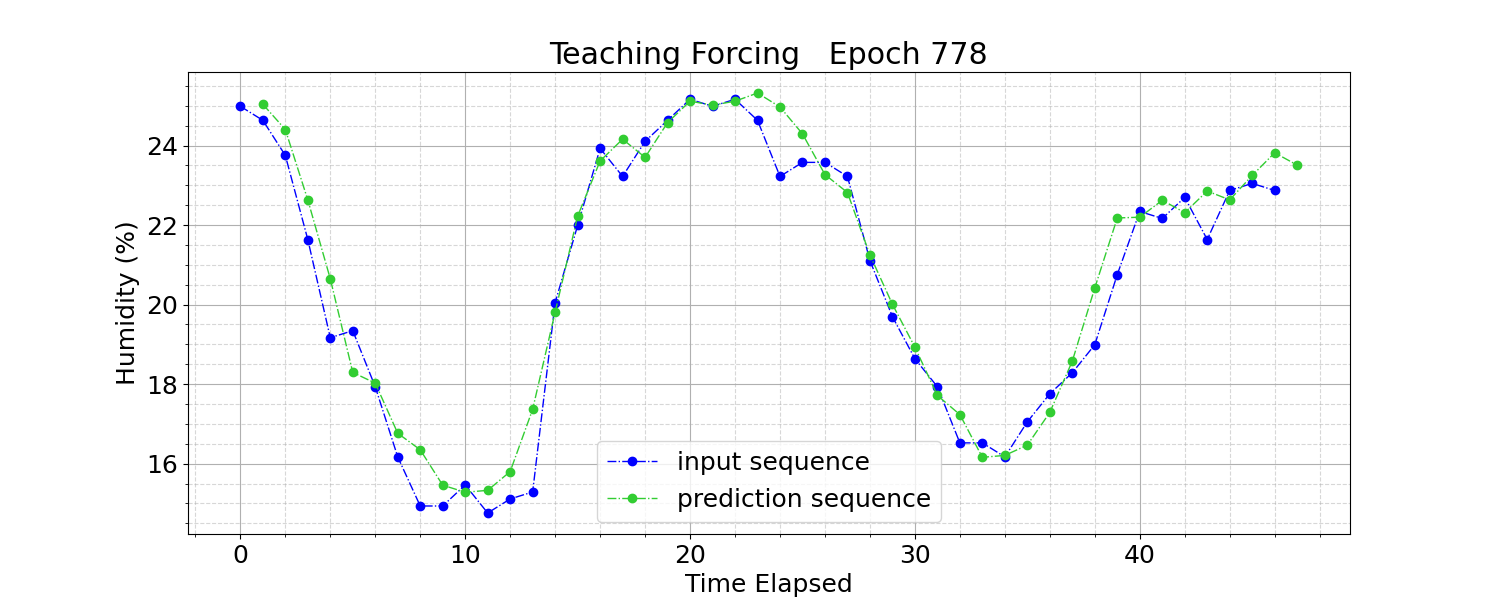 Teaching Forcing   Epoch 778
Humidity (%)
24
22
20
18
16
input sequence
prediction sequence
0 10 20 30 40
Time Elapsed